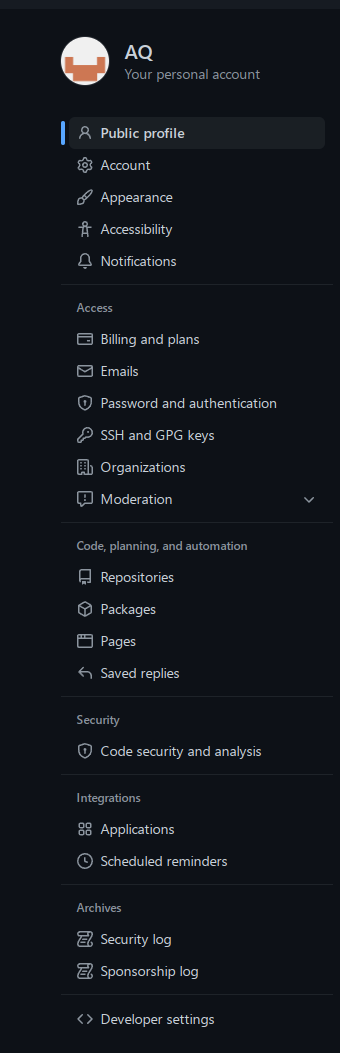 AQ
Your personal account
Public profile
Account
Appearance
Accessibility
Notifications
Access
Billing and plans
Emails
Password and authentication
SSH and GPG keys
Organizations
Moderation
Code, planning, and automation
Repositories
Packages
Pages
Saved replies
Security
Code security and analysis
Integrations
Applications
Scheduled reminders
Archives
Security log
Sponsorship log
Developer settings